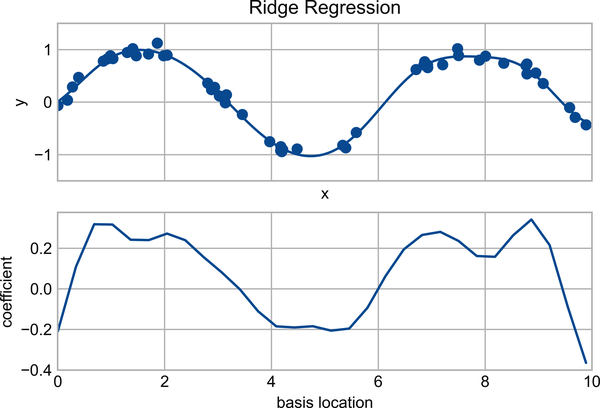 Ridge Regression
1
0
−1
y
x
0.2
0.0
−0.2
−0.4
coefficient
0 2 4 6 8 10
basis location